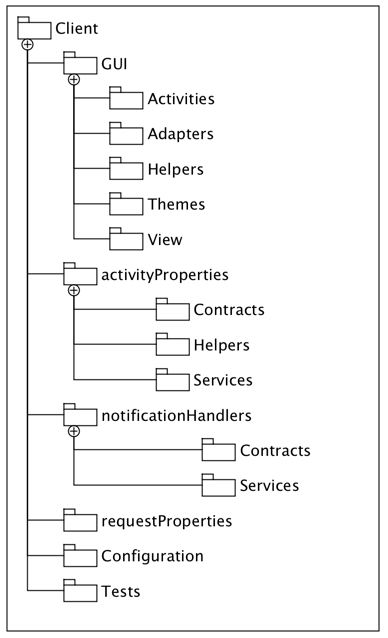 Client
GUI
Activities
Adapters
Helpers
Themes
View
activityProperties
Contracts
Helpers
Services
notificationHandlers
Contracts
Services
requestProperties
Configuration
Tests